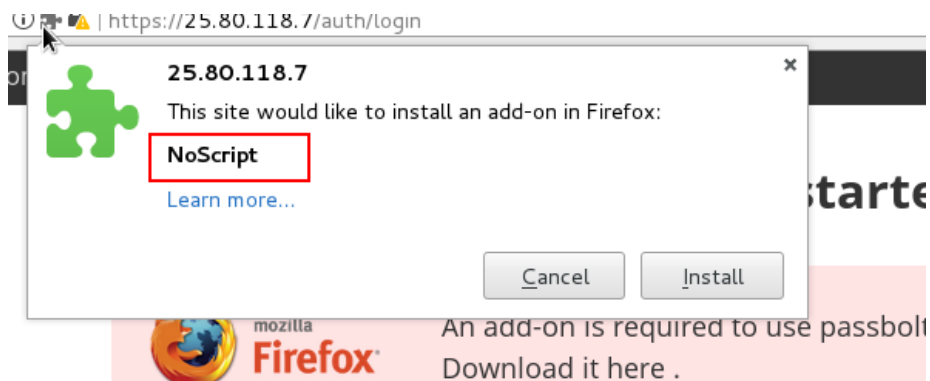 https://25.80.118.7/auth/login
25.80.118.7
This site would like to install an add-on in Firefox:
NoScript
Learn more...
starte
Cancel
Install
mozilla
Firefox
An add-on is required to use passbolt
Download it here .